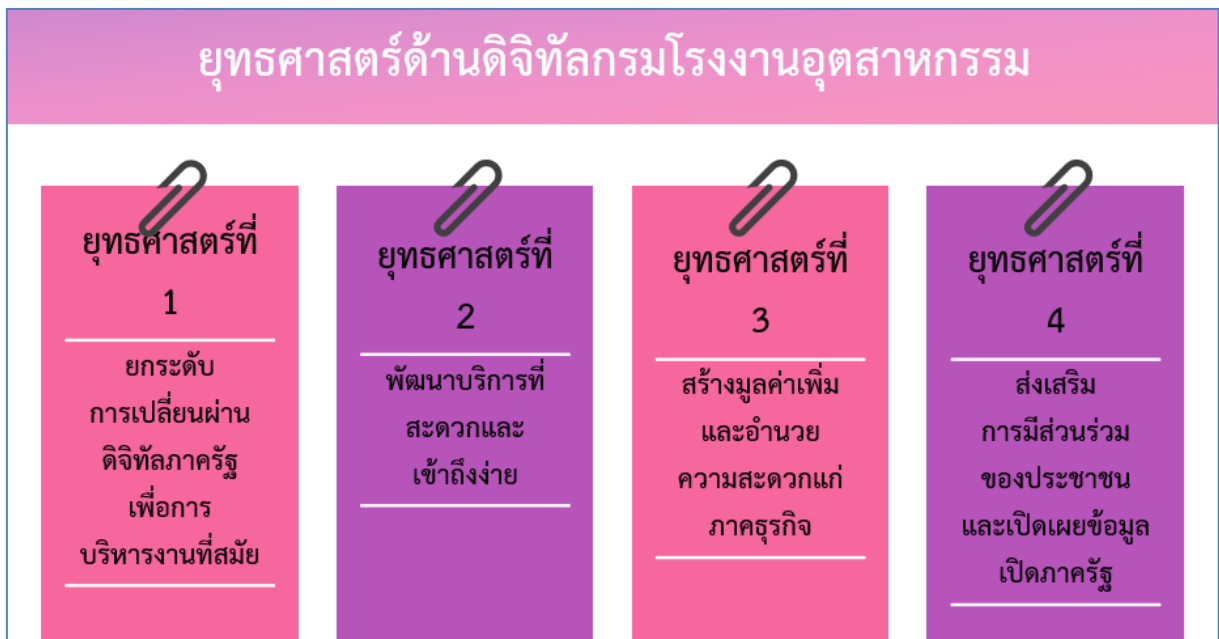 ยุทธศาสตร์ด้านดิจิทัลกรมโรงงานอุตสาหกรรม
ยุทธศาสตร์ที่
1
ยกระดับ
การเปลี่ยนผ่าน
ดิจิทัลภาครัฐ
เพื่อการ
บริหารงานที่สมัย
ยุทธศาสตร์ที่
2
พัฒนาบริการที่
สะดวกและ
เข้าถึงง่าย
ยุทธศาสตร์ที่
3
สร้างมูลค่าเพิ่ม
และอำนวย
ความสะดวกแก่
ภาคธุรกิจ
ยุทธศาสตร์ที่
4
ส่งเสริม
การมีส่วนร่วม
ของประชาชน
และเปิดเผยข้อมูล
เปิดภาครัฐ